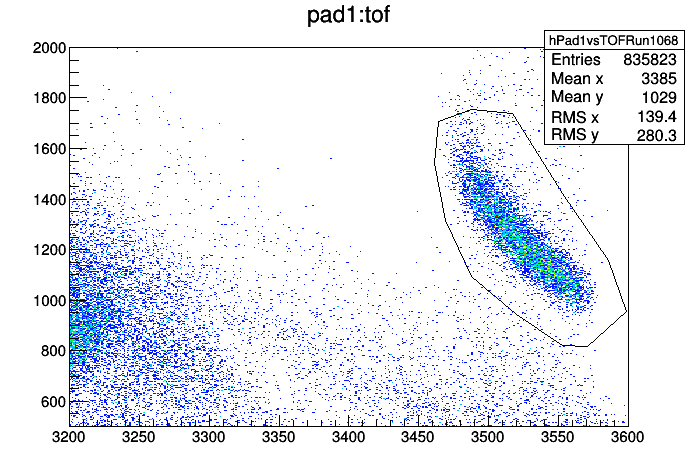 pad1:tof
hPad1vsTOFRun1068
Entries 835823
Mean x 3385
Mean y 1029
RMS x 139.4
RMS y 280.3
2000
1800
1600
1400
1200
1000
800
600
3200 3250 3300 3350 3400 3450 3500 3550 3600